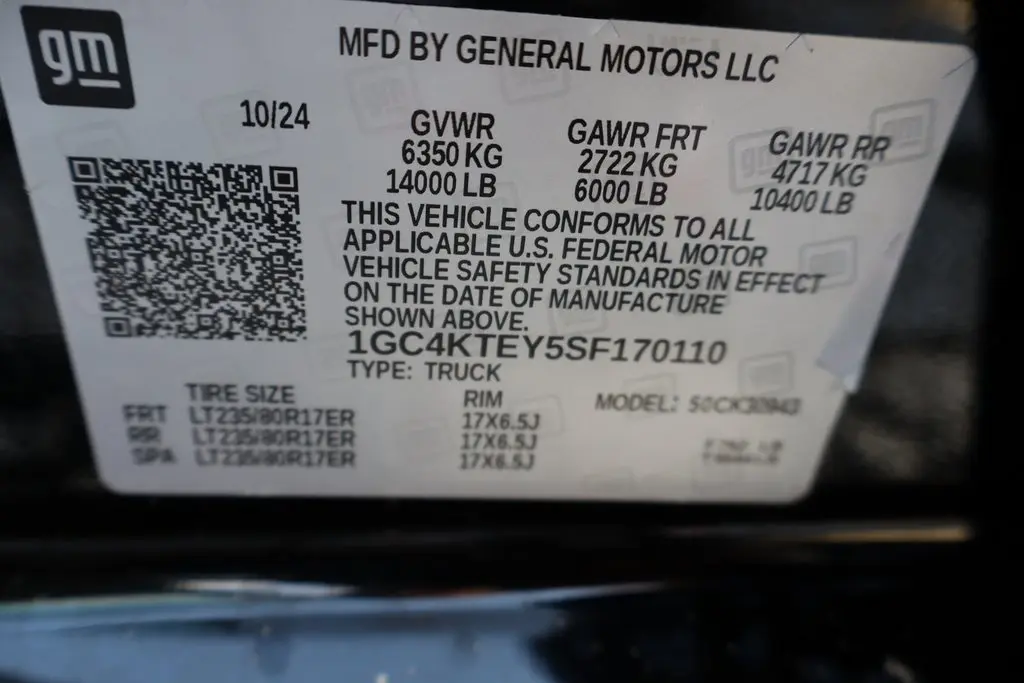 gm
MFD BY GENERAL MOTORS LLC
10/24 GVWR GAWR FRT GAWR RR
6350 KG 2722 KG 4717 KG
14000 LB 6000 LB 10400 LB
THIS VEHICLE CONFORMS TO ALL
APPLICABLE U.S. FEDERAL MOTOR
VEHICLE SAFETY STANDARDS IN EFFECT
ON THE DATE OF MANUFACTURE
SHOWN ABOVE.
1GC4KTEY5SF170110
TYPE: TRUCK
TIRE SIZE RIM MODEL:
FRT LT235/80R17ER 17X6.5J
RR LT235/80R17ER 17X6.5J
SPA LT235/80R17ER 17X6.5J